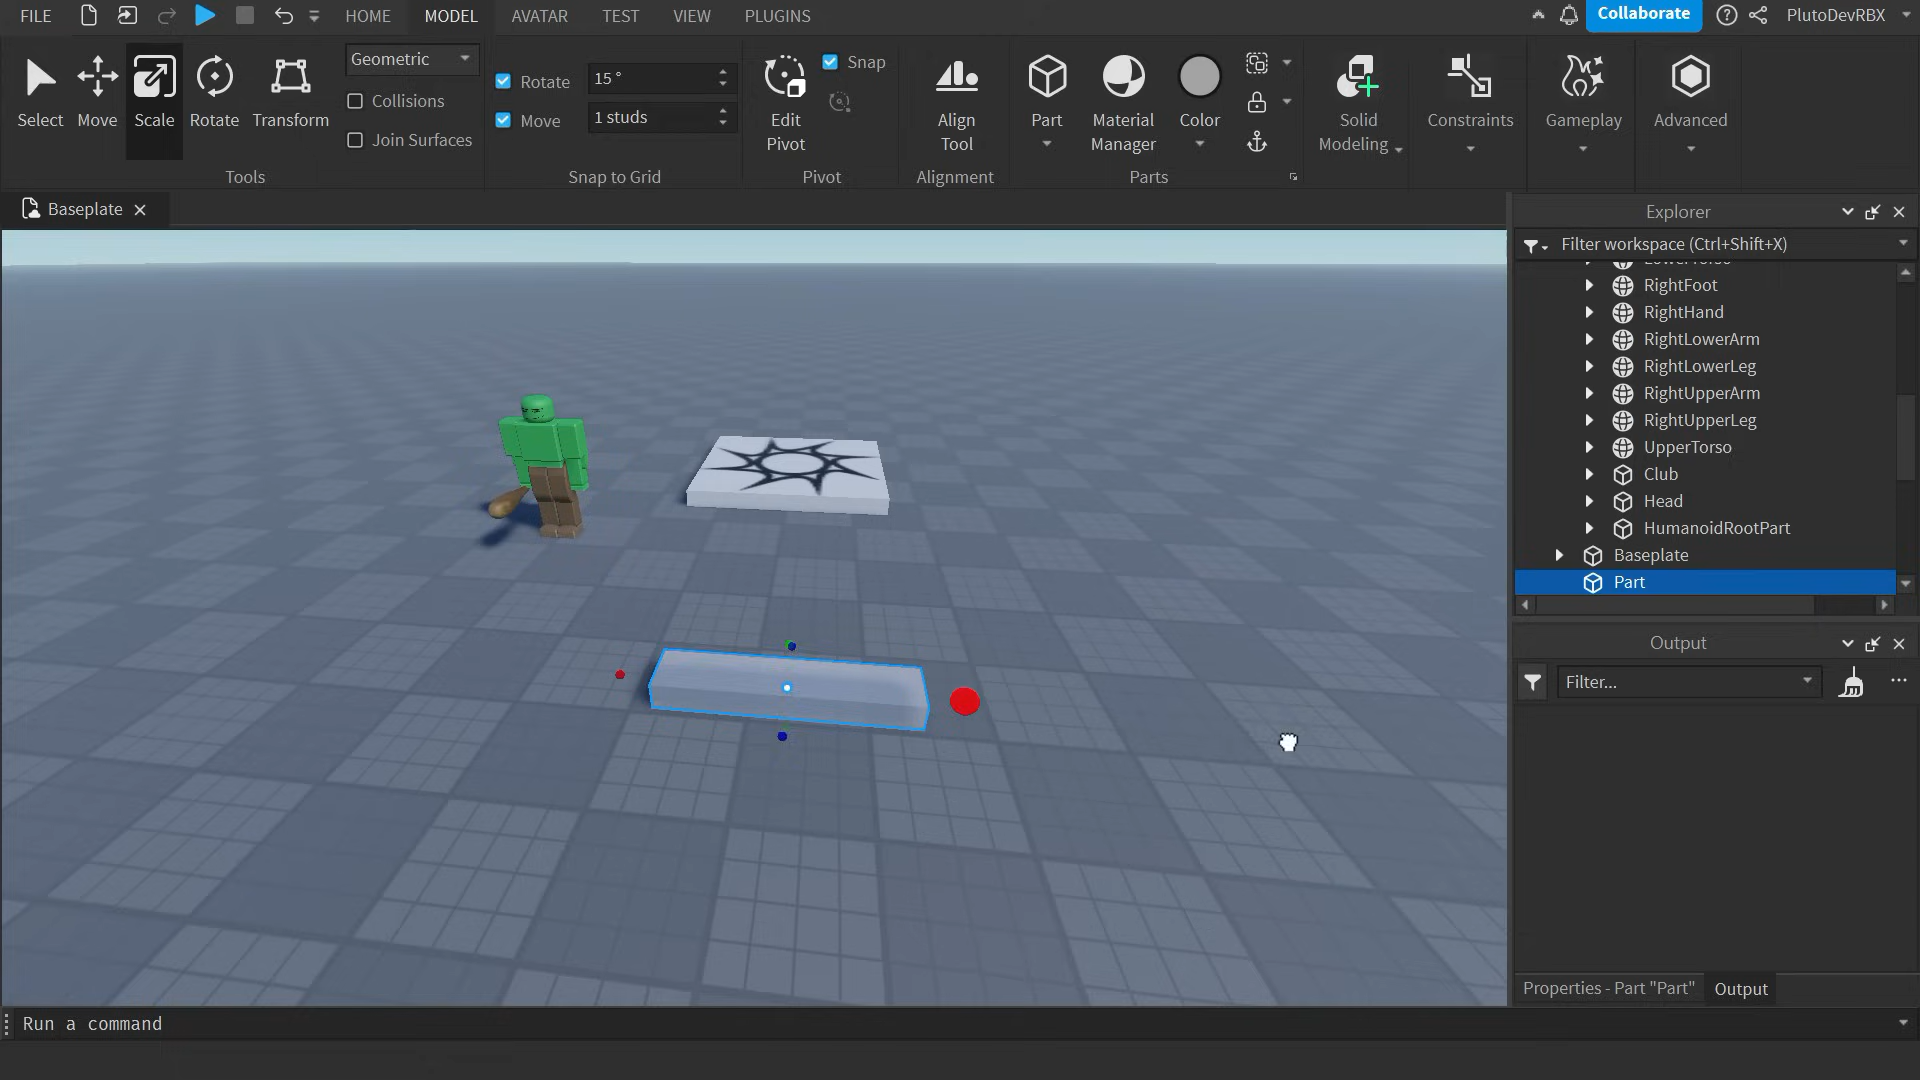 FILE
HOME
MODEL
AVATAR
TEST
VIEW
PLUGINS
Collaborate
PlutoDevRBX
Select
Move
Scale
Rotate
Transform
Geometric
Collisions
Join Surfaces
Tools
Rotate
15 °
Move
1 studs
Snap to Grid
Edit
Pivot
Snap
Pivot
Align
Tool
Alignment
Part
Material
Manager
Color
Parts
Solid
Modeling
Constraints
Gameplay
Advanced
Baseplate
Explorer
Filter workspace (Ctrl+Shift+X)
LowerTorso
RightFoot
RightHand
RightLowerArm
RightLowerLeg
RightUpperArm
RightUpperLeg
UpperTorso
Club
Head
HumanoidRootPart
Baseplate
Part
Output
Filter...
Properties - Part "Part"
Output
Run a command